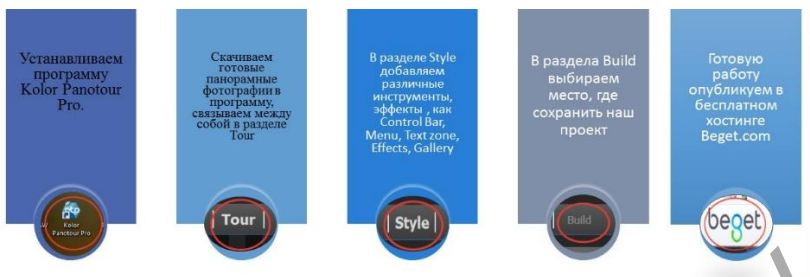 Устанавливаем
программу
Kolor Panotour
Pro.
Kolor
Panotour Pro
Скачиваем
готовые
панорамные
фотографии в
программу,
связываем между
собой в разделе
Tour
Tour
В разделе Style
добавляем
различные
инструменты,
эффекты , как
Control Bar,
Menu, Text zone,
Effects, Gallery
Style
В раздела Build
выбираем
место, где
сохранить наш
проект
Build
Готовую
работу
опубликуем в
бесплатном
хостинге
Beget.com
beget